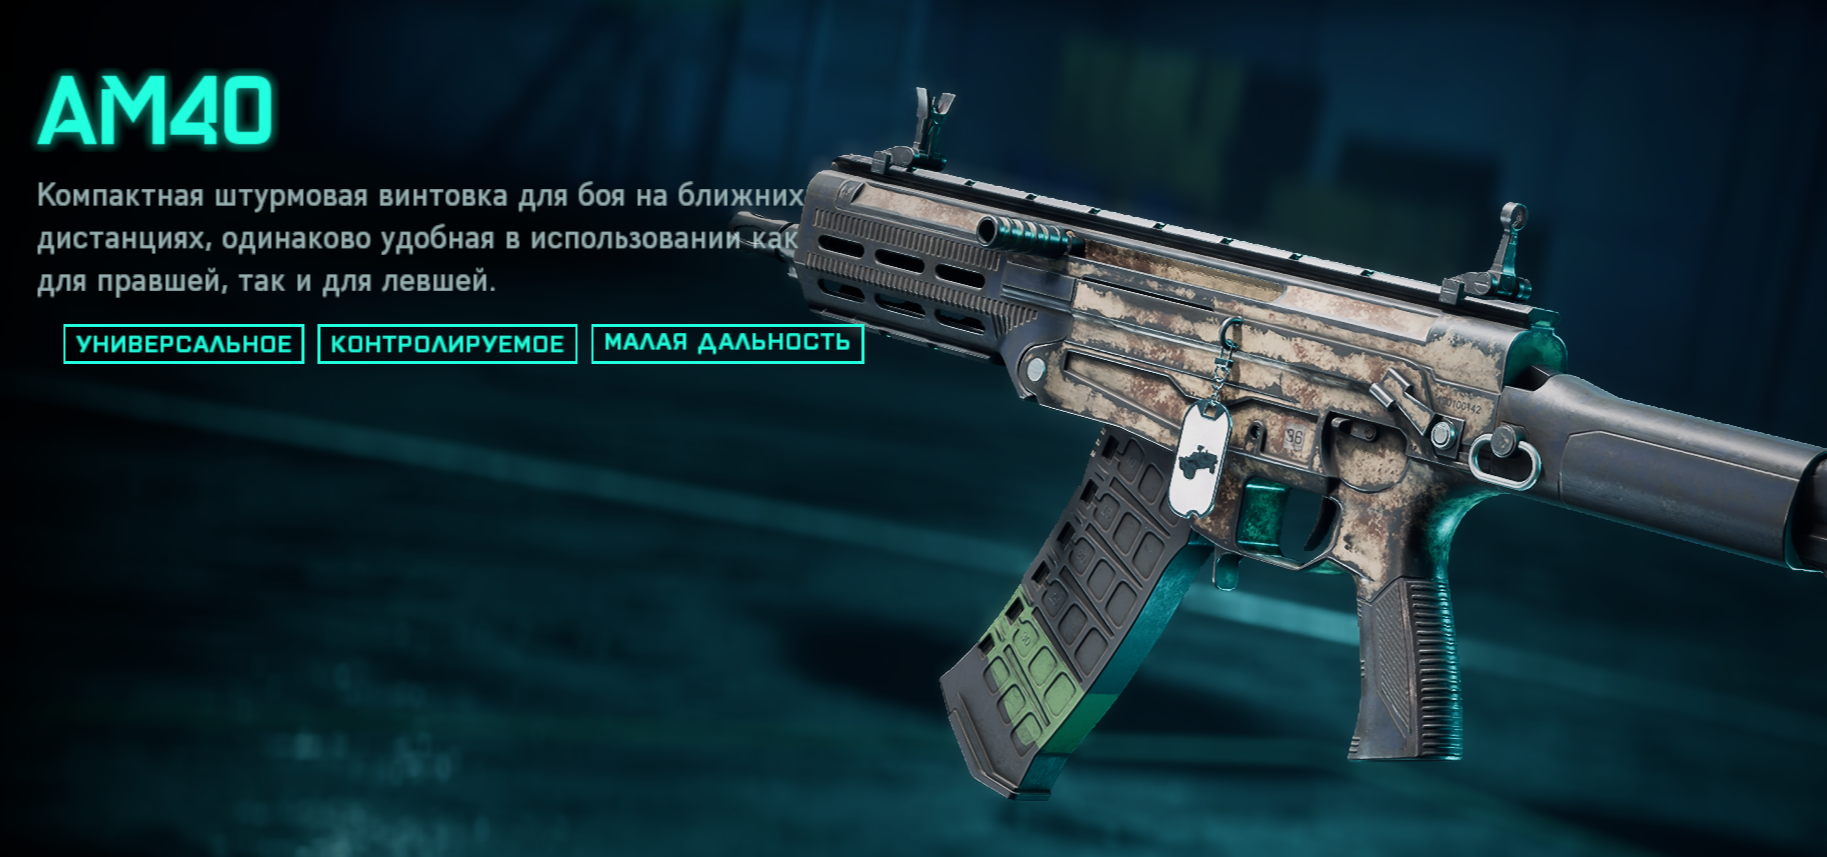 AM40
Компактная штурмовая винтовка для боя на ближних
дистанциях, одинаково удобная в использовании как
для правшей, так и для левшей.
УНИВЕРСАЛЬНОЕ КОНТРОЛИРУЕМОЕ МАЛАЯ ДАЛЬНОСТЬ
36